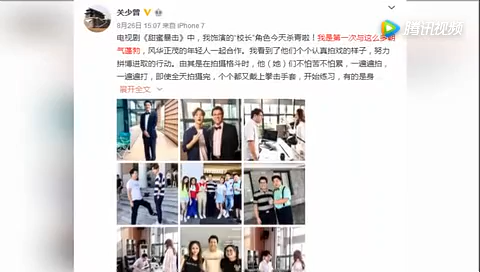 关少曾
腾讯视频
8月26日 15:07 来自 iPhone 7
电视剧《甜蜜暴击》中，我饰演的“校长”角色今天杀青啦！我是第一次与这么多朝
气蓬勃，风华正茂的年轻人一起合作。我看到了他们个个认真拍戏的样子，努力
拼搏进取的行动。由其是在拍摄格斗时，他（她）们不怕苦不怕累，一遍遍拍，
一遍遍打，即使全天拍摄完，个个都又戴上拳击手套，开始练习，有的是身...
展开全文